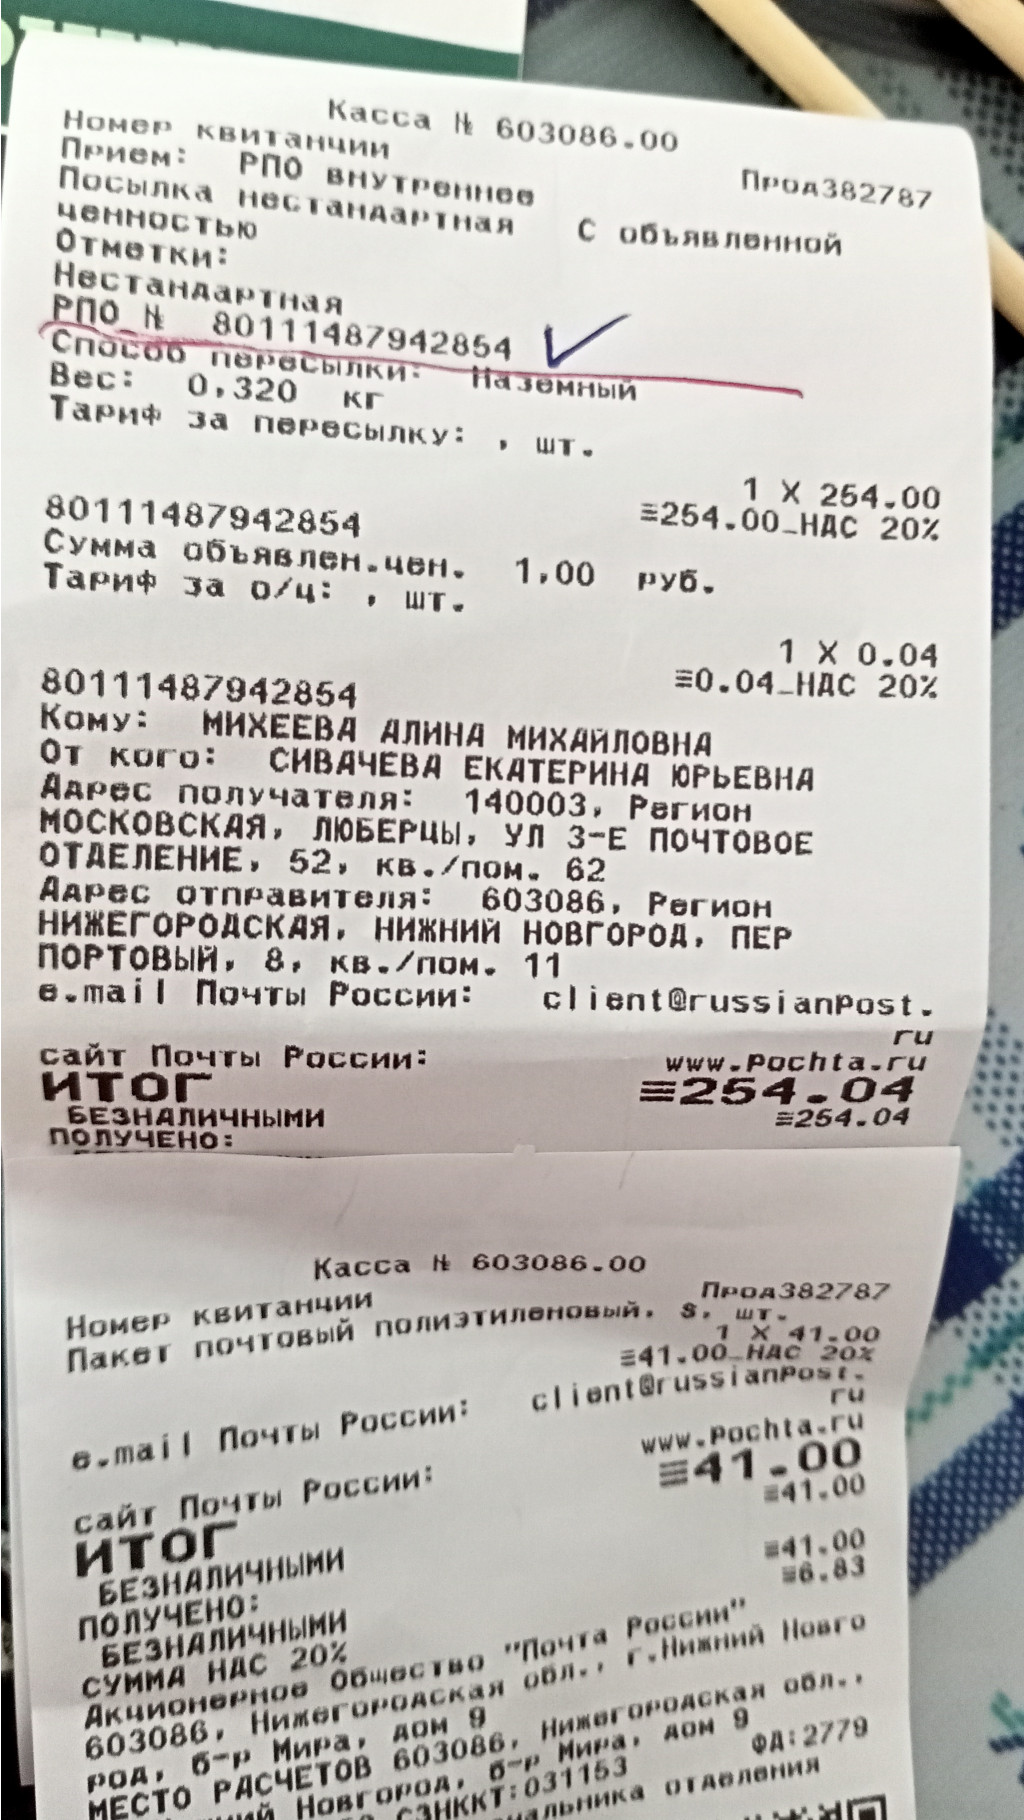 Касса № 603086.00
Номер квитанции Прод382787
Прием: РПО внутреннее
Посылка нестандартная С объявленной
ценностью
Отметки:
Нестандартная
РПО № 80111487942854
Способ пересылки: Наземный
Вес: 0,320 кг
Тариф за пересылку: , шт.
1 X 254.00
80111487942854 ≡254.00_НДС 20%
Сумма объявлен.цен. 1,00 руб.
Тариф за о/ц: , шт.
1 X 0.04
80111487942854 ≡0.04_НДС 20%
Кому: МИХЕЕВА АЛИНА МИХАЙЛОВНА
От кого: СИВАЧЕВА ЕКАТЕРИНА ЮРЬЕВНА
Адрес получателя: 140003, Регион
МОСКОВСКАЯ, ЛЮБЕРЦЫ, УЛ 3-Е ПОЧТОВОЕ
ОТДЕЛЕНИЕ, 52, кв./пом. 62
Адрес отправителя: 603086, Регион
НИЖЕГОРОДСКАЯ, НИЖНИЙ НОВГОРОД, ПЕР
ПОРТОВЫЙ, 8, кв./пом. 11
e.mail Почты России: client@russianPost.
ru
сайт Почты России: www.Pochta.ru
ИТОГ ≡254.04
БЕЗНАЛИЧНЫМИ ≡254.04
ПОЛУЧЕНО:
Касса № 603086.00
Номер квитанции Прод382787
Пакет почтовый полиэтиленовый, S, шт.
1 X 41.00
≡41.00_НДС 20%
e.mail Почты России: client@russianPost.
ru
сайт Почты России: www.Pochta.ru
ИТОГ ≡41.00
БЕЗНАЛИЧНЫМИ ≡41.00
ПОЛУЧЕНО:
БЕЗНАЛИЧНЫМИ ≡41.00
СУММА НДС 20% ≡6.83
Акционерное Общество "Почта России"
603086, Нижегородская обл., г.Нижний Новго
род, б-р Мира, дом 9
МЕСТО РАСЧЕТОВ 603086, Нижегородская обл.,
Новгород, б-р Мира, дом 9
ЗНККТ:031153 ФД:2779
отделения